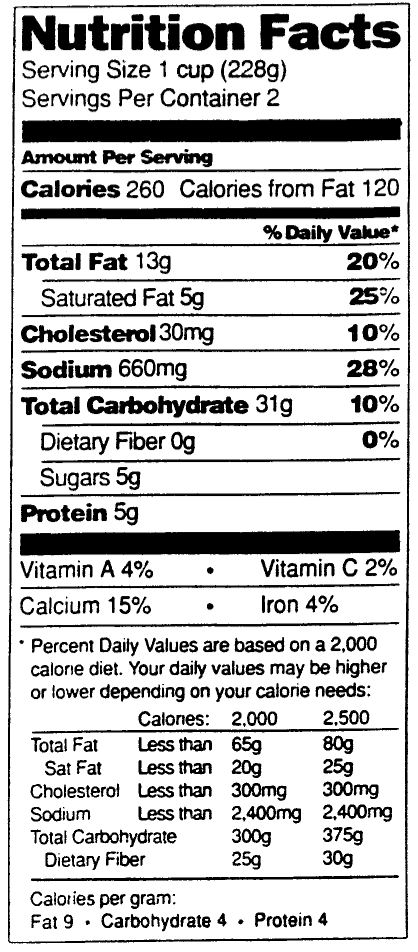 Nutrition Facts
Serving Size 1 cup (228g)
Servings Per Container 2
Amount Per Serving
Calories 260 Calories from Fat 120
% Daily Value*
Total Fat 13g 20%
Saturated Fat 5g 25%
Cholesterol 30mg 10%
Sodium 660mg 28%
Total Carbohydrate 31g 10%
Dietary Fiber 0g 0%
Sugars 5g
Protein 5g
Vitamin A 4% • Vitamin C 2%
Calcium 15% • Iron 4%
* Percent Daily Values are based on a 2,000
calorie diet. Your daily values may be higher
or lower depending on your calorie needs:
Calories: 2,000 2,500
Total Fat Less than 65g 80g
Sat Fat Less than 20g 25g
Cholesterol Less than 300mg 300mg
Sodium Less than 2,400mg 2,400mg
Total Carbohydrate 300g 375g
Dietary Fiber 25g 30g
Calories per gram:
Fat 9 • Carbohydrate 4 • Protein 4